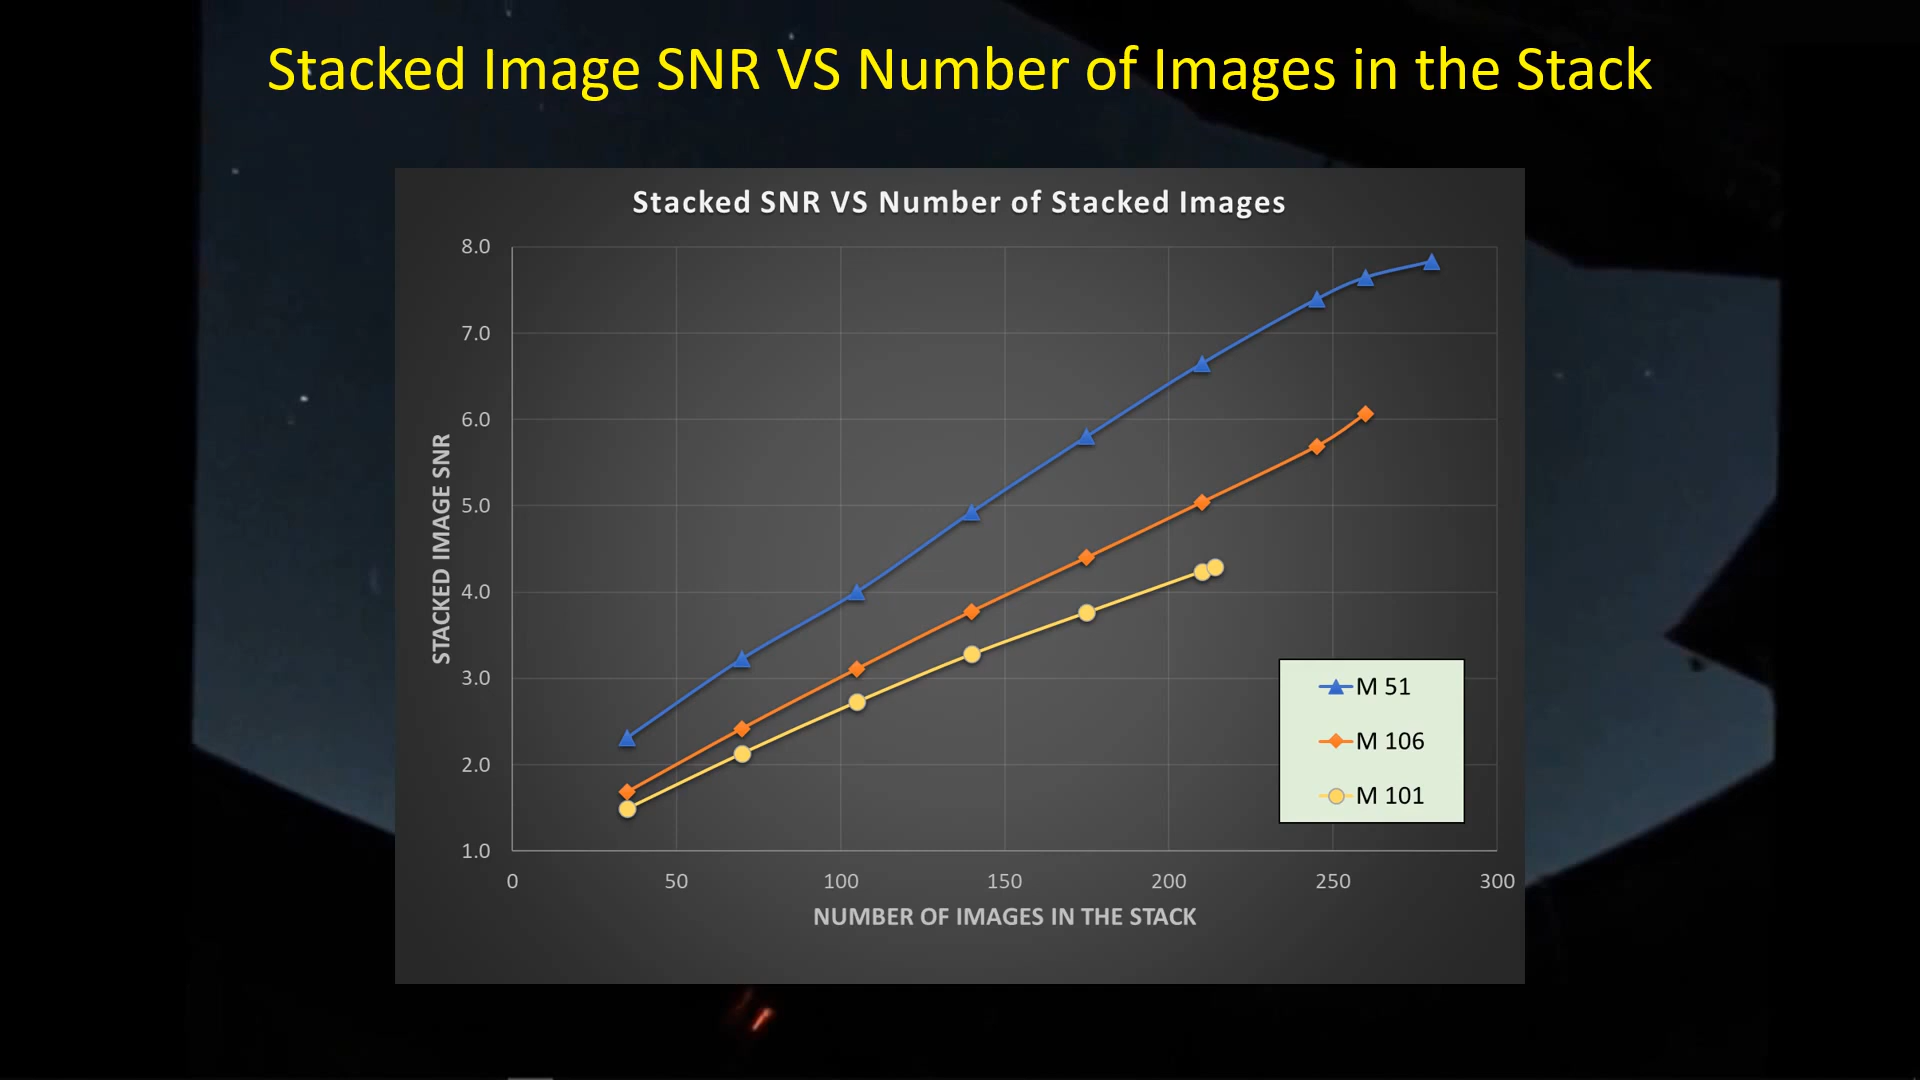 Stacked Image SNR VS Number of Images in the Stack
Stacked SNR VS Number of Stacked Images
8.0
7.0
6.0
5.0
4.0
3.0
2.0
1.0
STACKED IMAGE SNR
0 50 100 150 200 250 300
NUMBER OF IMAGES IN THE STACK
M 51
M 106
M 101